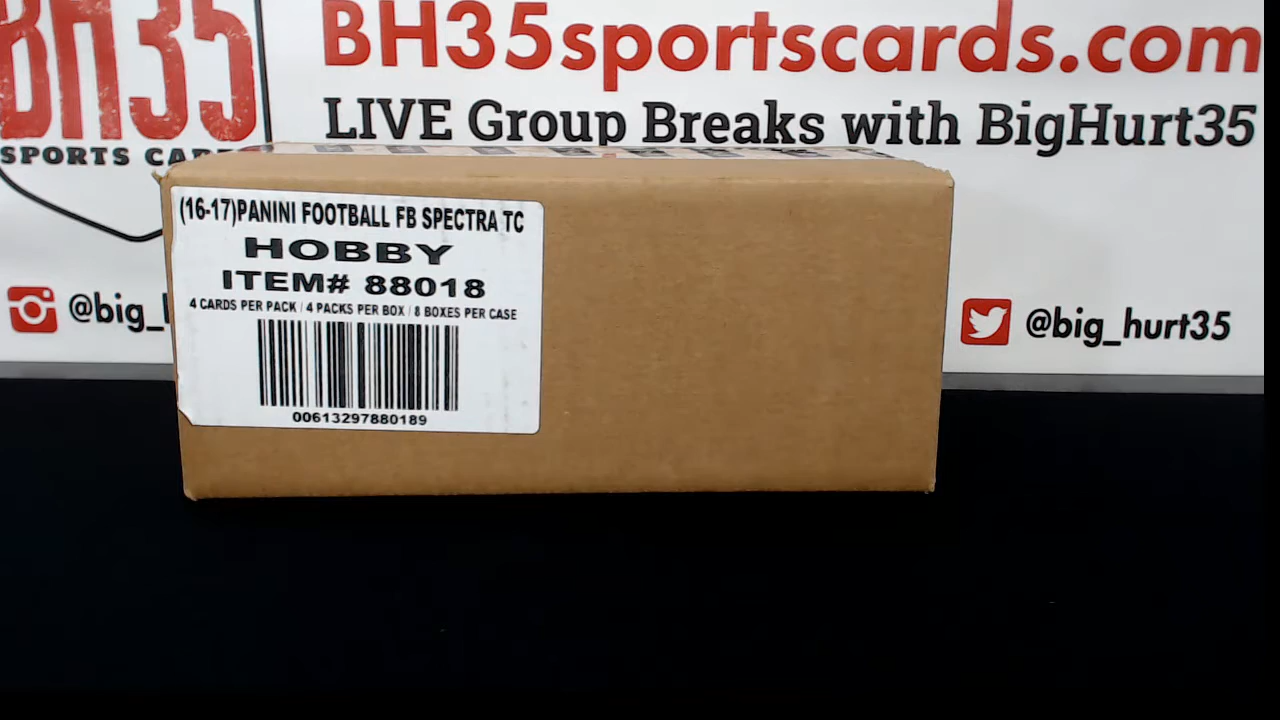 BH35
SPORTS
BH35sportscards.com
LIVE Group Breaks with BigHurt35
(16-17)PANINI FOOTBALL FB SPECTRA TC
HOBBY
ITEM# 88018
4 CARDS PER PACK / 4 PACKS PER BOX / 8 BOXES PER CASE
00613297880189
@big_
@big_hurt35